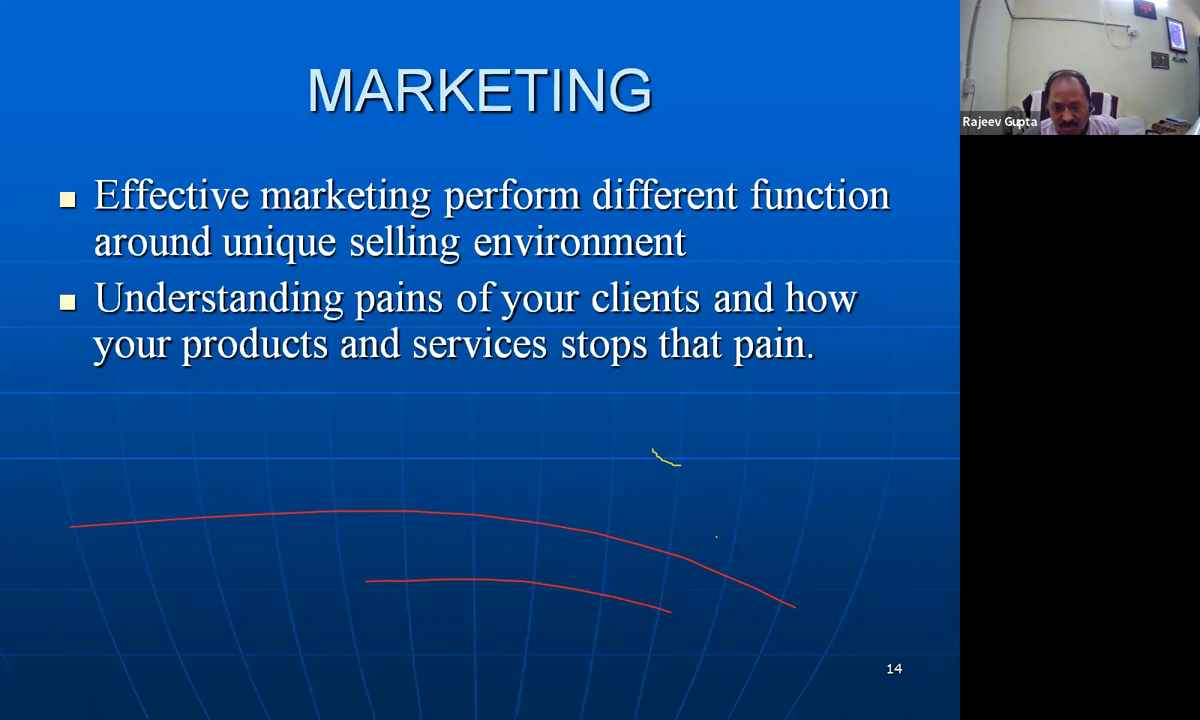 MARKETING
Effective marketing perform different function
around unique selling environment
Understanding pains of your clients and how
your products and services stops that pain.
14
Rajeev Gupta